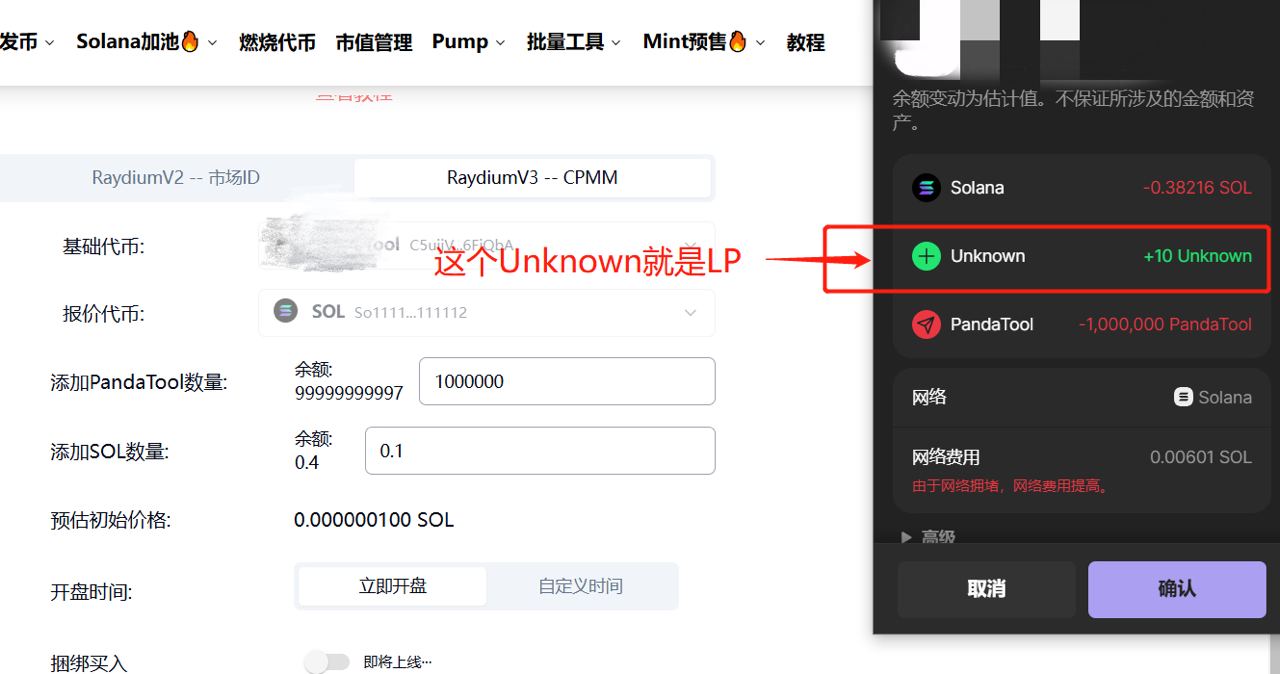 发币
Solana加池🔥
燃烧代币
市值管理
Pump
批量工具
Mint预售🔥
教程
查看教程
RaydiumV2 -- 市场ID
RaydiumV3 -- CPMM
基础代币:
ool C5ujiV...6FiQbA
报价代币:
SOL So1111...111112
添加PandaTool数量:
余额:
99999999997
1000000
添加SOL数量:
余额:
0.4
0.1
预估初始价格:
0.000000100 SOL
开盘时间:
立即开盘
自定义时间
捆绑买入
即将上线...
这个Unknown就是LP
余额变动为估计值。不保证所涉及的金额和资
产。
Solana
-0.38216 SOL
Unknown
+10 Unknown
PandaTool
-1,000,000 PandaTool
网络
Solana
网络费用
0.00601 SOL
由于网络拥堵，网络费用提高。
高级
取消
确认